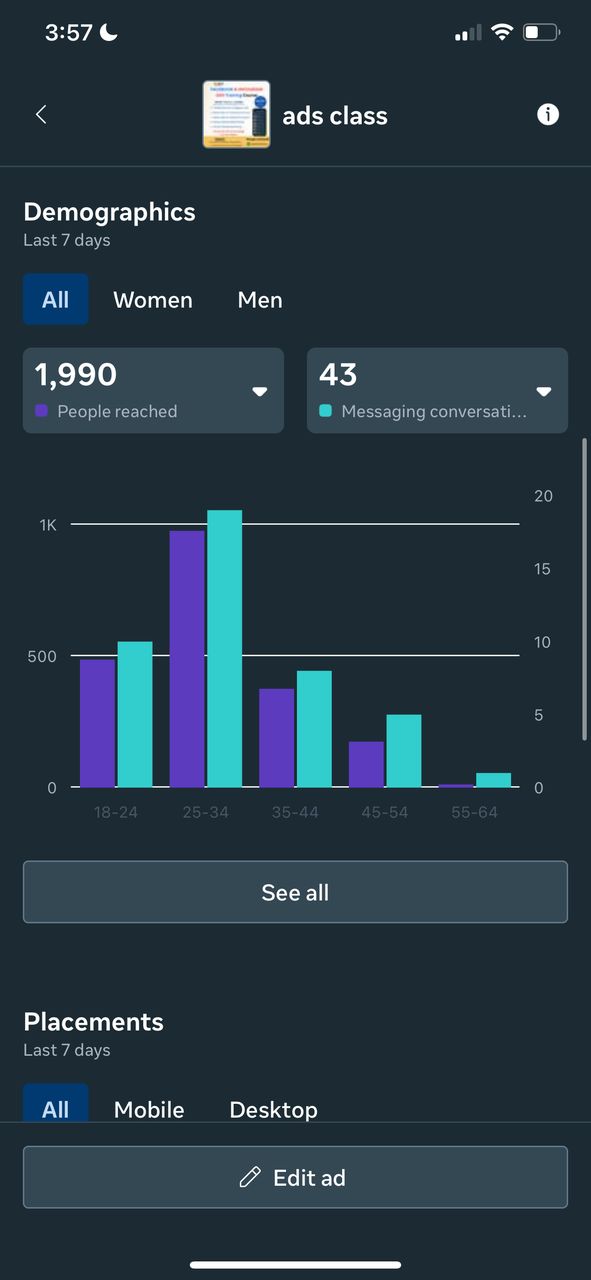 3:57
ads class
Demographics
Last 7 days
All Women Men
1,990
People reached
43
Messaging conversati...
20
1K
15
10
500
5
0 0
18-24 25-34 35-44 45-54 55-64
See all
Placements
Last 7 days
All Mobile Desktop
Edit ad